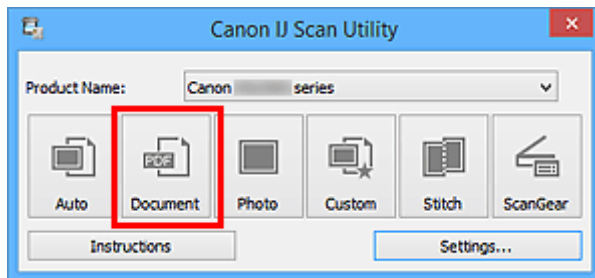 Canon IJ Scan Utility
Product Name: Canon series
PDF
Auto Document Photo Custom Stitch ScanGear
Instructions Settings...